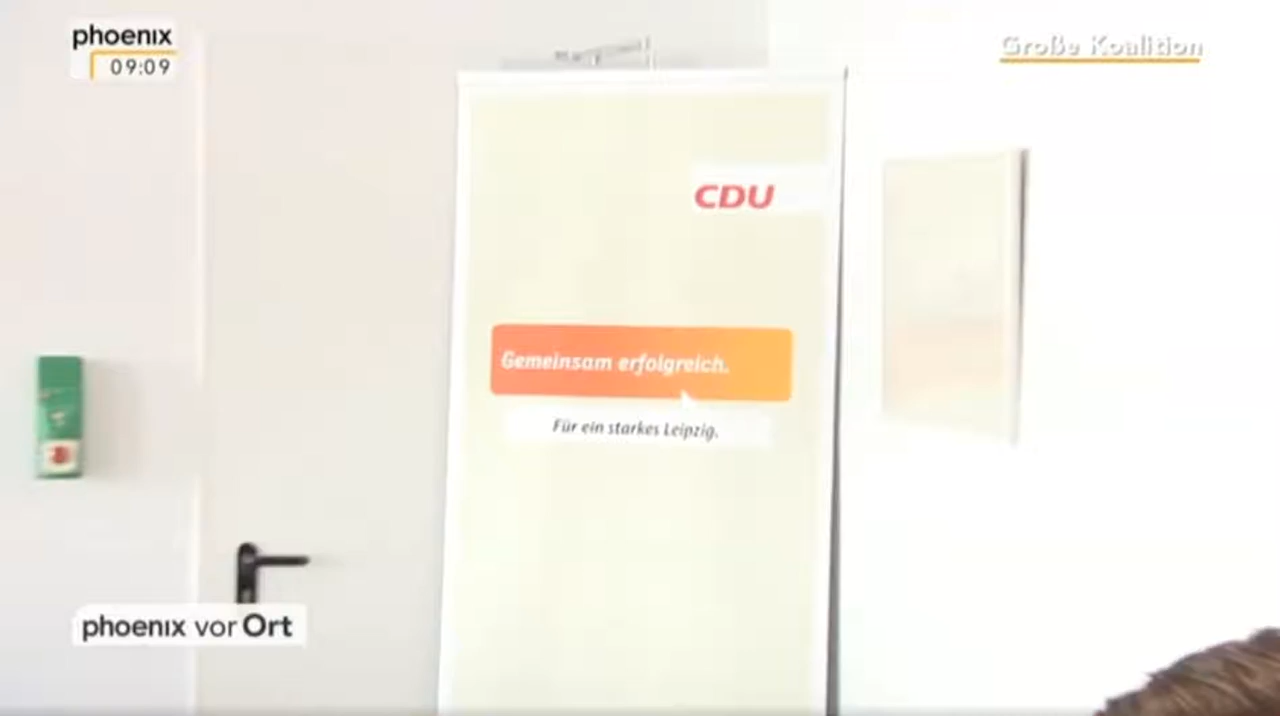 phoenix
09:09
Große Koalition
CDU
Gemeinsam erfolgreich.
Für ein starkes Leipzig.
phoenix vor Ort